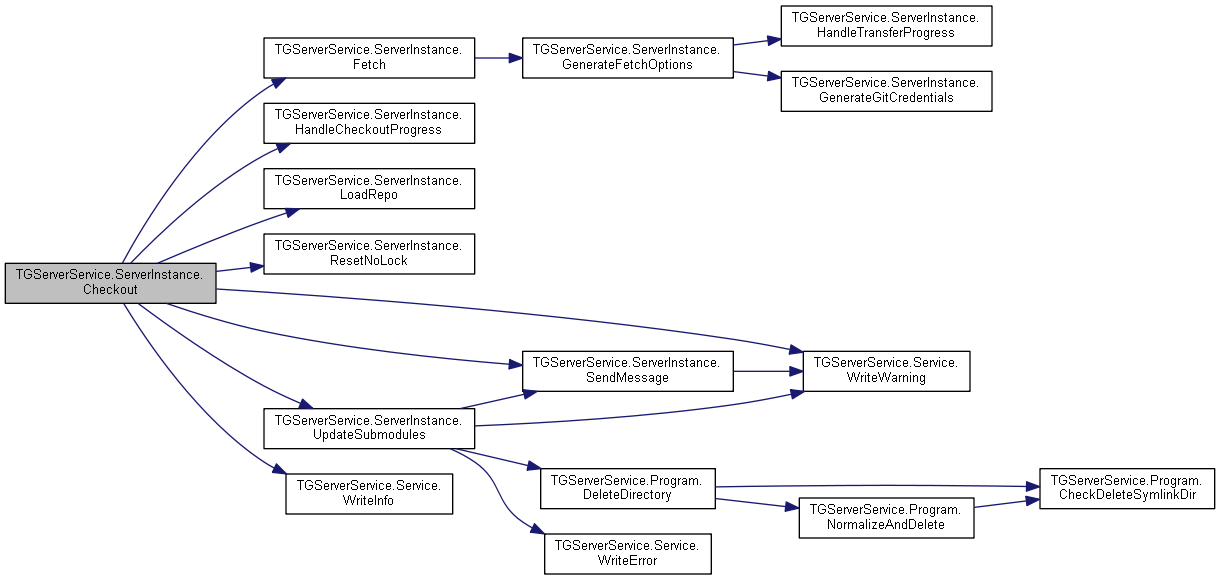 TGServerService.ServerInstance.
HandleTransferProgress
TGServerService.ServerInstance.
Fetch
TGServerService.ServerInstance.
GenerateFetchOptions
TGServerService.ServerInstance.
GenerateGitCredentials
TGServerService.ServerInstance.
HandleCheckoutProgress
TGServerService.ServerInstance.
LoadRepo
TGServerService.ServerInstance.
ResetNoLock
TGServerService.ServerInstance.
Checkout
TGServerService.ServerInstance.
SendMessage
TGServerService.Service.
WriteWarning
TGServerService.ServerInstance.
UpdateSubmodules
TGServerService.Service.
WriteInfo
TGServerService.Program.
DeleteDirectory
TGServerService.Program.
CheckDeleteSymlinkDir
TGServerService.Program.
NormalizeAndDelete
TGServerService.Service.
WriteError